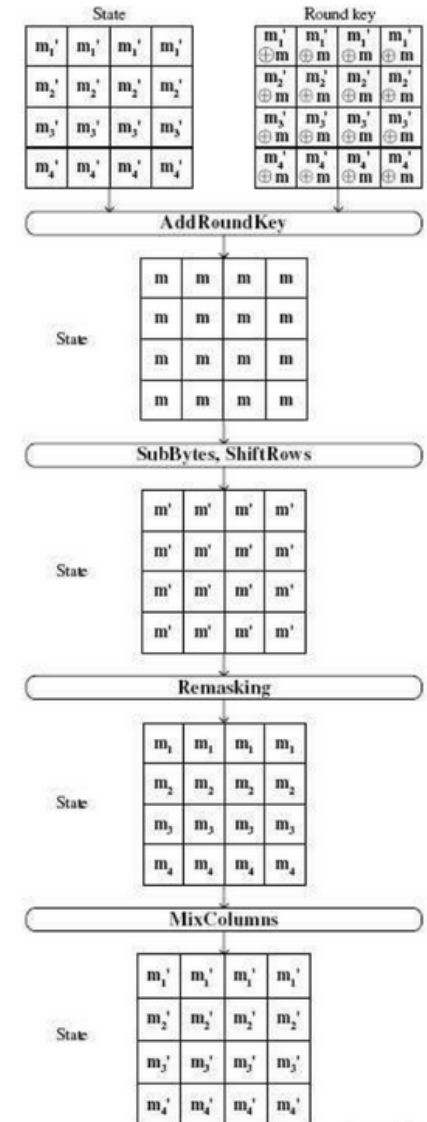 State Round key
m₁' m₁' m₁' m₁' m₁' m₁' m₁' m₁'
⊕m ⊕m ⊕m ⊕m
m₂' m₂' m₂' m₂' m₂' m₂' m₂' m₂'
⊕m ⊕m ⊕m ⊕m
m₃' m₃' m₃' m₃' m₃' m₃' m₃' m₃'
⊕m ⊕m ⊕m ⊕m
m₄' m₄' m₄' m₄' m₄' m₄' m₄' m₄'
⊕m ⊕m ⊕m ⊕m
AddRoundKey
m m m m
m m m m
State
m m m m
m m m m
SubBytes, ShiftRows
m' m' m' m'
m' m' m' m'
State
m' m' m' m'
m' m' m' m'
Remasking
m₁ m₁ m₁ m₁
m₂ m₂ m₂ m₂
State
m₃ m₃ m₃ m₃
m₄ m₄ m₄ m₄
MixColumns
m₁' m₁' m₁' m₁'
m₂' m₂' m₂' m₂'
State
m₃' m₃' m₃' m₃'
m₄' m₄' m₄' m₄'